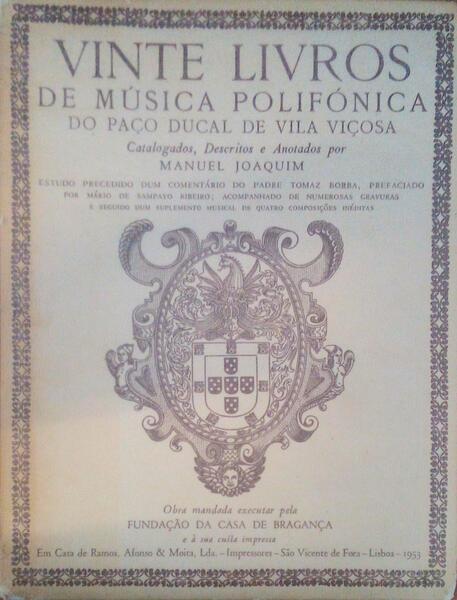 VINTE LIVROS
DE MÚSICA POLIFÓNICA
DO PAÇO DUCAL DE VILA VIÇOSA
Catalogados, Descritos e Anotados por
MANUEL JOAQUIM
ESTUDO PRECEDIDO DUM COMENTÁRIO DO PADRE TOMAZ BORBA, PREFACIADO
POR MÁRIO DE SAMPAYO RIBEIRO; ACOMPANHADO DE NUMEROSAS GRAVURAS
E SEGUIDO DUM SUPLEMENTO MUSICAL DE QUATRO COMPOSIÇÕES INÉDITAS
Obra mandada executar pela
FUNDAÇÃO DA CASA DE BRAGANÇA
e à sua custa impressa
Em Casa de Ramos, Afonso & Moita, Lda. – Impressores – São Vicente de Fora – Lisboa – 1953